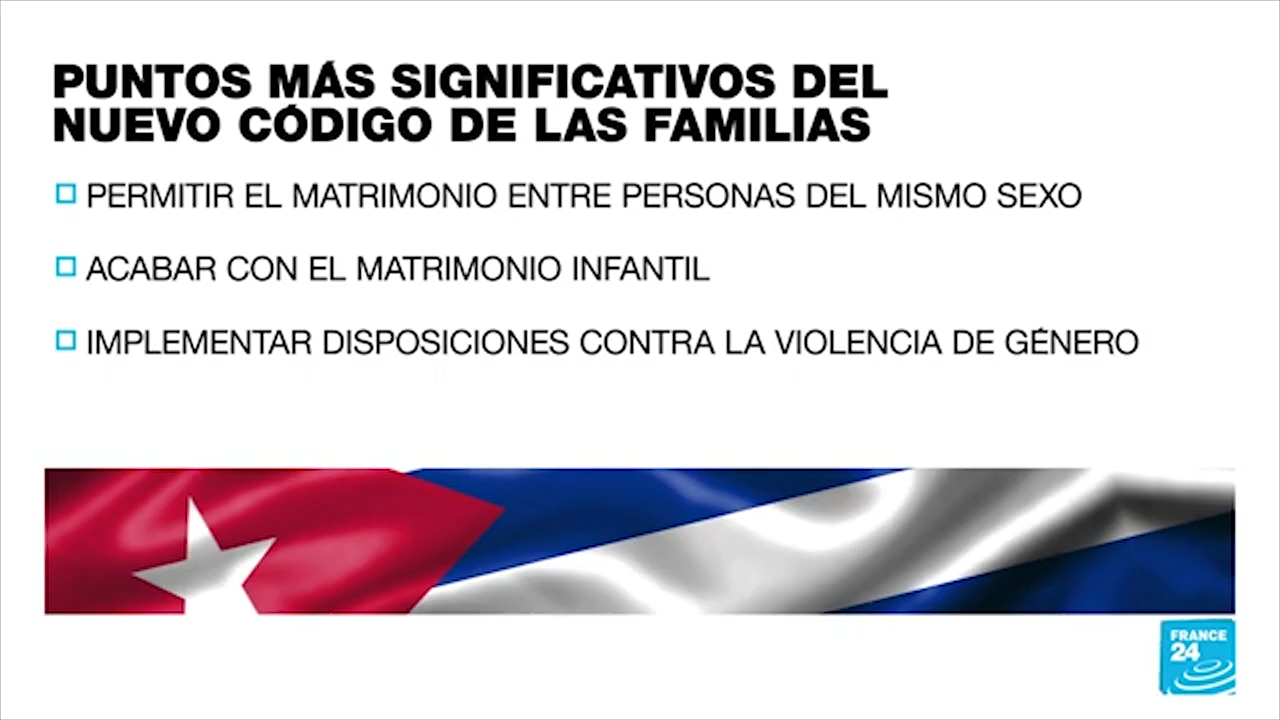 PUNTOS MÁS SIGNIFICATIVOS DEL
NUEVO CÓDIGO DE LAS FAMILIAS
PERMITIR EL MATRIMONIO ENTRE PERSONAS DEL MISMO SEXO
ACABAR CON EL MATRIMONIO INFANTIL
IMPLEMENTAR DISPOSICIONES CONTRA LA VIOLENCIA DE GÉNERO
FRANCE
24